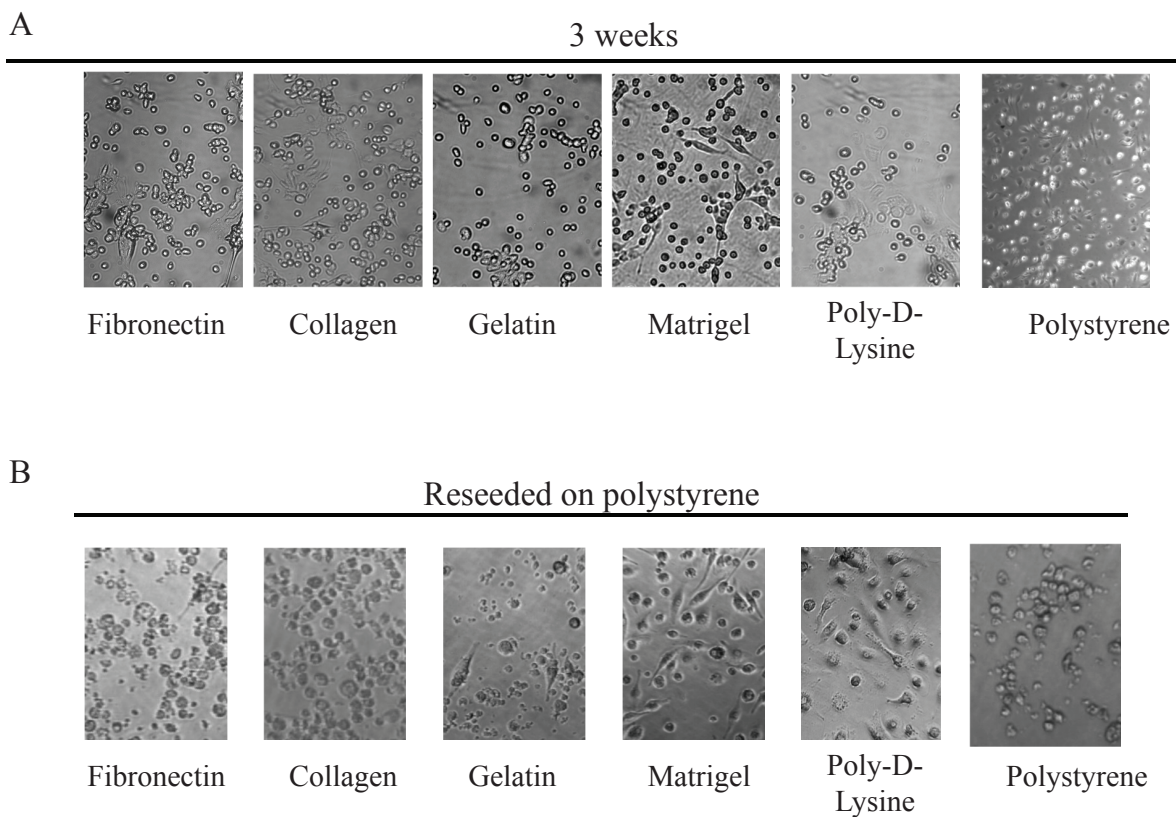 A
3 weeks
Fibronectin
Collagen
Gelatin
Matrigel
Poly-D-
Lysine
Polystyrene
B
Reseeded on polystyrene
Fibronectin
Collagen
Gelatin
Matrigel
Poly-D-
Lysine
Polystyrene